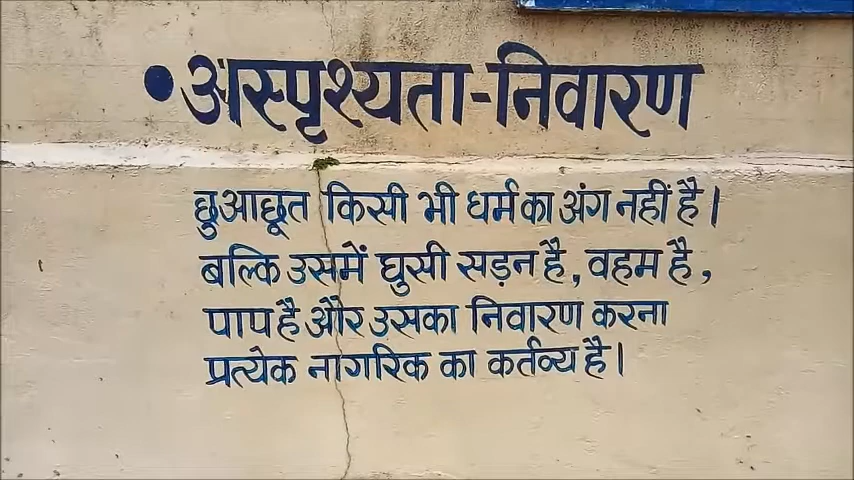 • अस्पृश्यता-निवारण
छुआछूत किसी भी धर्म का अंग नहीं है।
बल्कि उसमें घुसी सड़न है, वहम है,
पाप है और उसका निवारण करना
प्रत्येक नागरिक का कर्तव्य है।